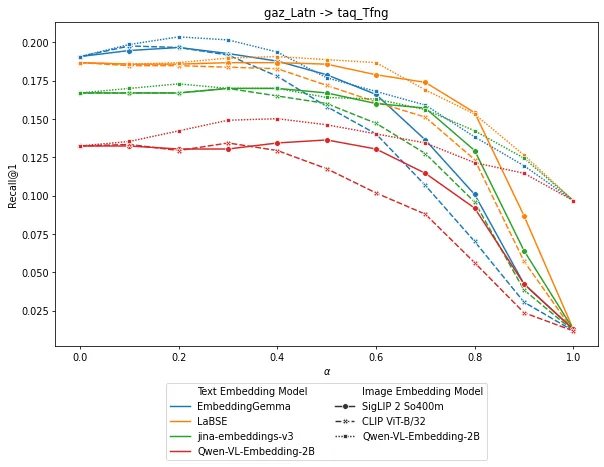 gaz_Latn -> taq_Tfng
Recall@1
0.200
0.175
0.150
0.125
0.100
0.075
0.050
0.025
0.0
0.2
0.4
0.6
0.8
1.0
α
Text Embedding Model
EmbeddingGemma
LaBSE
jina-embeddings-v3
Qwen-VL-Embedding-2B
Image Embedding Model
SigLIP 2 So400m
CLIP ViT-B/32
Qwen-VL-Embedding-2B